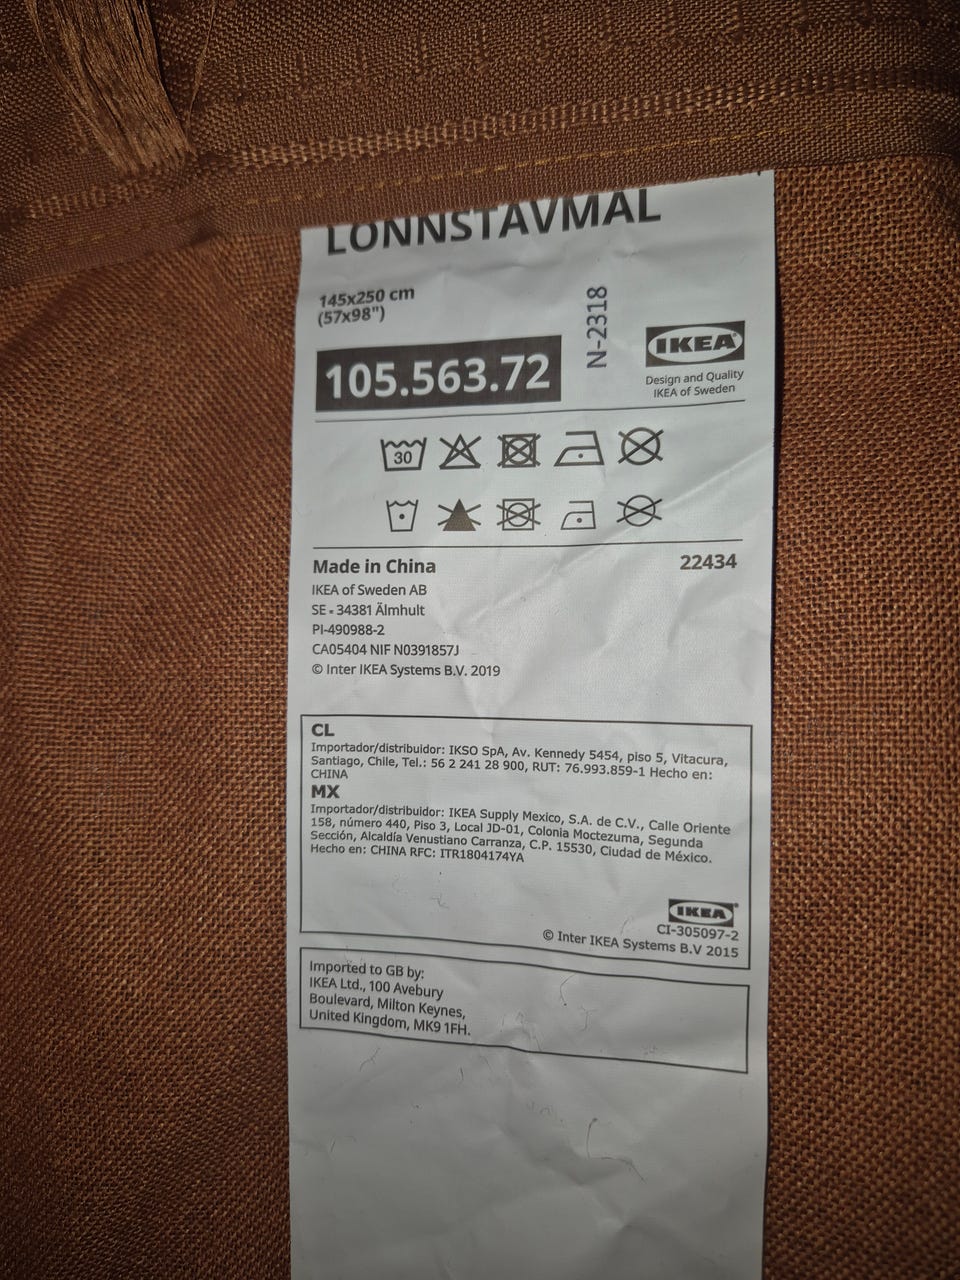 LÖNNSTÄVMAL
145x250 cm
(57x98")
N-2318
105.563.72
IKEA
Design and Quality
IKEA of Sweden
30
Made in China
22434
IKEA of Sweden AB
SE - 34381 Älmhult
PI-490988-2
CA05404 NIF N0391857J
© Inter IKEA Systems B.V. 2019
CL
Importador/distribuidor: IKSO SpA, Av. Kennedy 5454, piso 5, Vitacura,
Santiago, Chile, Tel.: 56 2 241 28 900, RUT: 76.993.859-1 Hecho en:
CHINA
MX
Importador/distribuidor: IKEA Supply Mexico, S.A. de C.V., Calle Oriente
158, número 440, Piso 3, Local JD-01, Colonia Moctezuma, Segunda
Sección, Alcaldía Venustiano Carranza, C.P. 15530, Ciudad de México.
Hecho en: CHINA RFC: ITR1804174YA
IKEA
CI-305097-2
© Inter IKEA Systems B.V 2015
Imported to GB by:
IKEA Ltd., 100 Avebury
Boulevard, Milton Keynes,
United Kingdom, MK9 1FH.